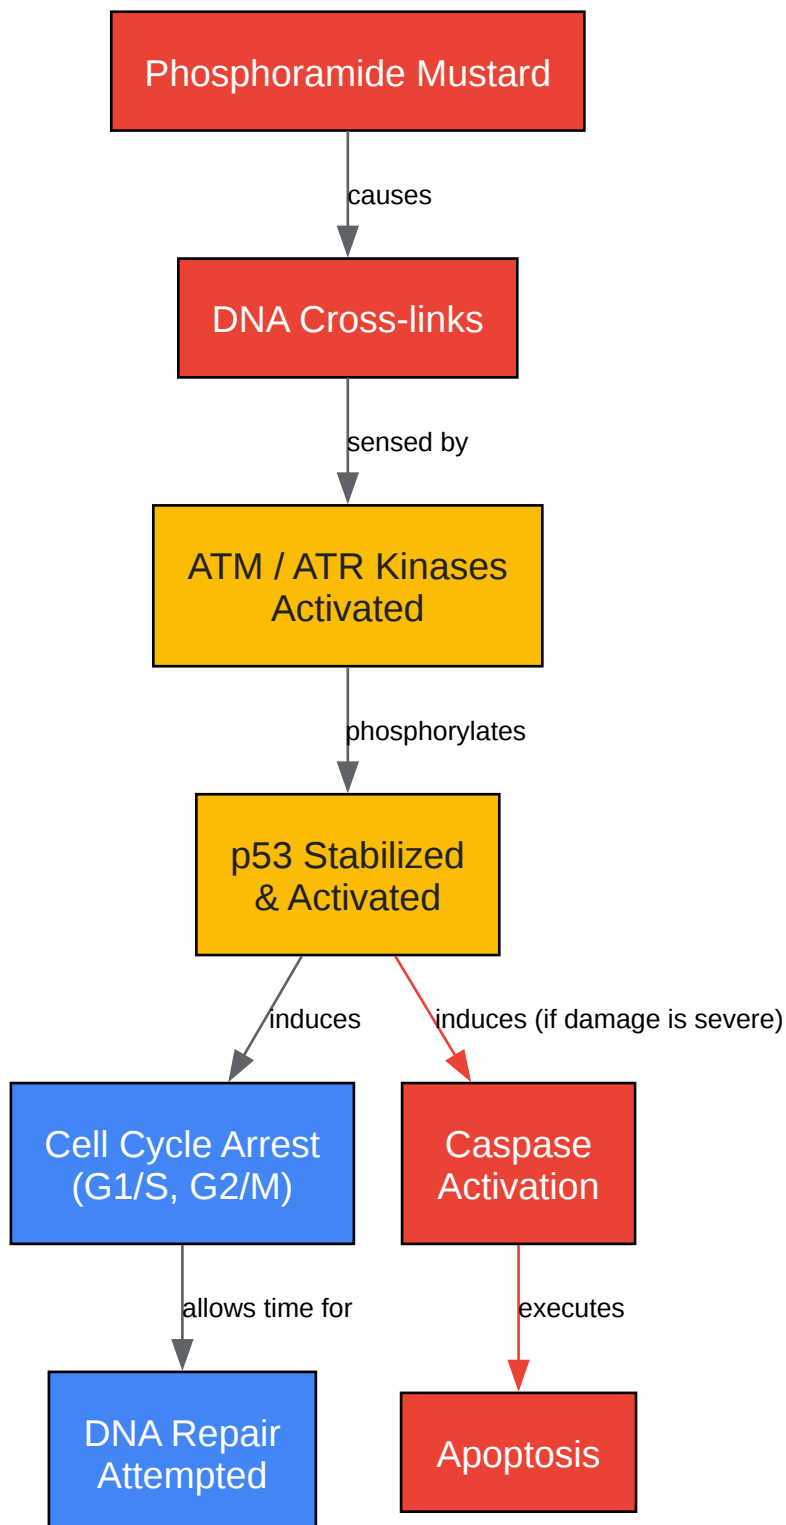 Phosphoramide Mustard
causes
DNA Cross-links
sensed by
ATM / ATR Kinases
Activated
phosphorylates
p53 Stabilized
& Activated
induces
induces (if damage is severe)
Cell Cycle Arrest
(G1/S, G2/M)
Caspase
Activation
allows time for
executes
DNA Repair
Attempted
Apoptosis